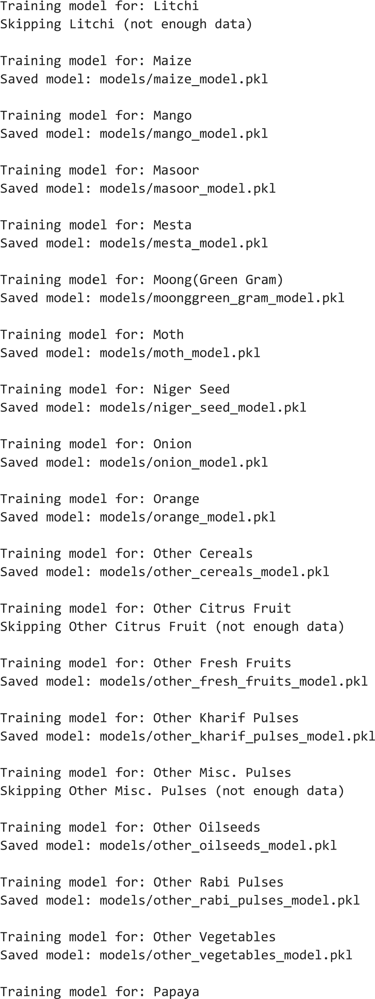 Training model for: Litchi
Skipping Litchi (not enough data)
Training model for: Maize
Saved model: models/maize_model.pkl
Training model for: Mango
Saved model: models/mango_model.pkl
Training model for: Masoor
Saved model: models/masoor_model.pkl
Training model for: Mesta
Saved model: models/mesta_model.pkl
Training model for: Moong(Green Gram)
Saved model: models/moonggreen_gram_model.pkl
Training model for: Moth
Saved model: models/moth_model.pkl
Training model for: Niger Seed
Saved model: models/niger_seed_model.pkl
Training model for: Onion
Saved model: models/onion_model.pkl
Training model for: Orange
Saved model: models/orange_model.pkl
Training model for: Other Cereals
Saved model: models/other_cereals_model.pkl
Training model for: Other Citrus Fruit
Skipping Other Citrus Fruit (not enough data)
Training model for: Other Fresh Fruits
Saved model: models/other_fresh_fruits_model.pkl
Training model for: Other Kharif Pulses
Saved model: models/other_kharif_pulses_model.pkl
Training model for: Other Misc. Pulses
Skipping Other Misc. Pulses (not enough data)
Training model for: Other Oilseeds
Saved model: models/other_oilseeds_model.pkl
Training model for: Other Rabi Pulses
Saved model: models/other_rabi_pulses_model.pkl
Training model for: Other Vegetables
Saved model: models/other_vegetables_model.pkl
Training model for: Papaya